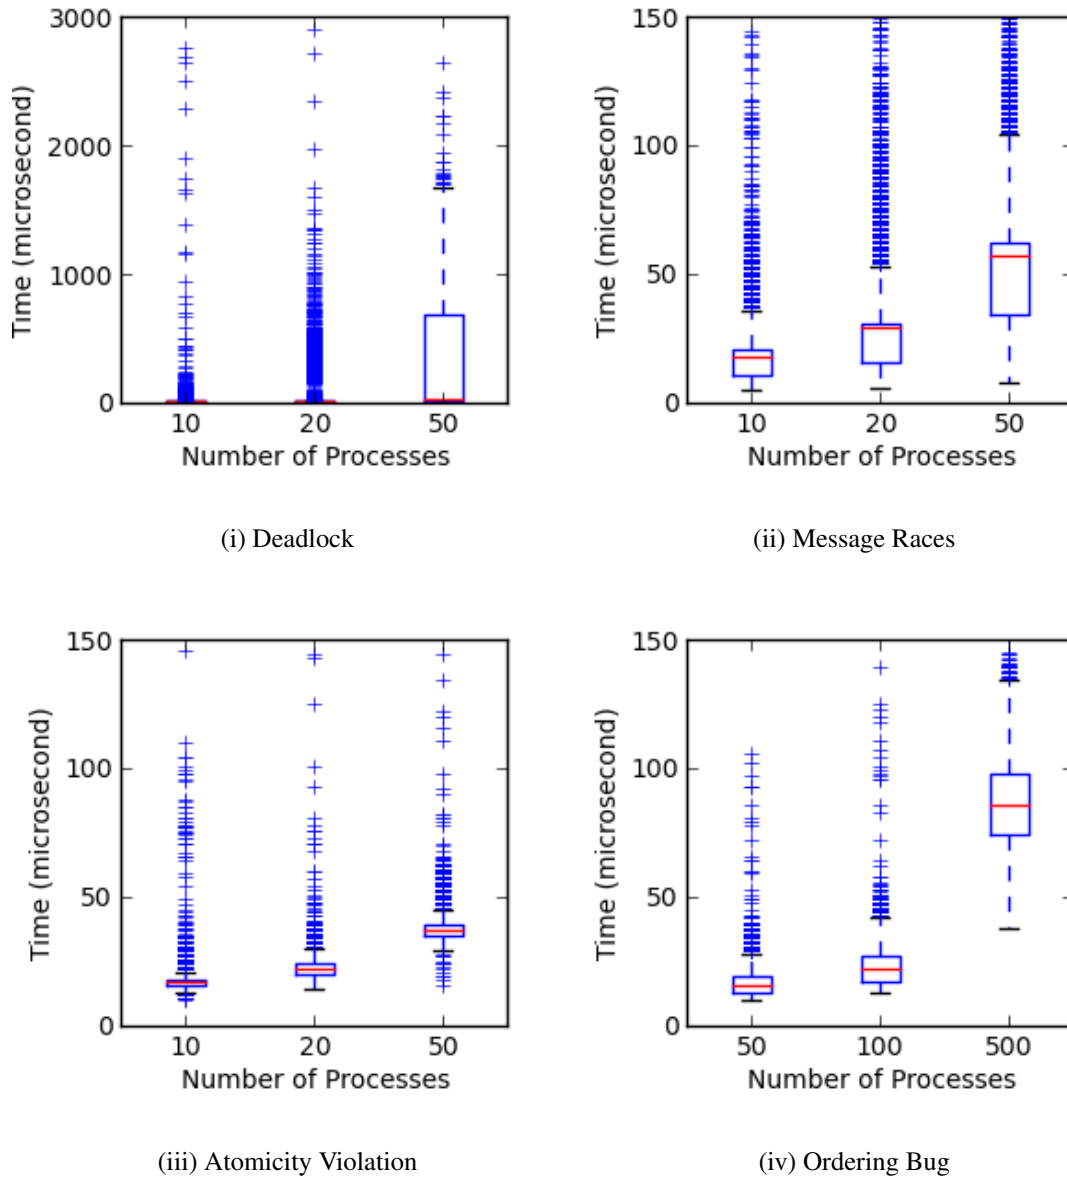 3000
2000
1000
0
Time (microsecond)
10 20 50
Number of Processes
(i) Deadlock
150
100
50
0
Time (microsecond)
10 20 50
Number of Processes
(ii) Message Races
150
100
50
0
Time (microsecond)
10 20 50
Number of Processes
(iii) Atomicity Violation
150
100
50
0
Time (microsecond)
50 100 500
Number of Processes
(iv) Ordering Bug